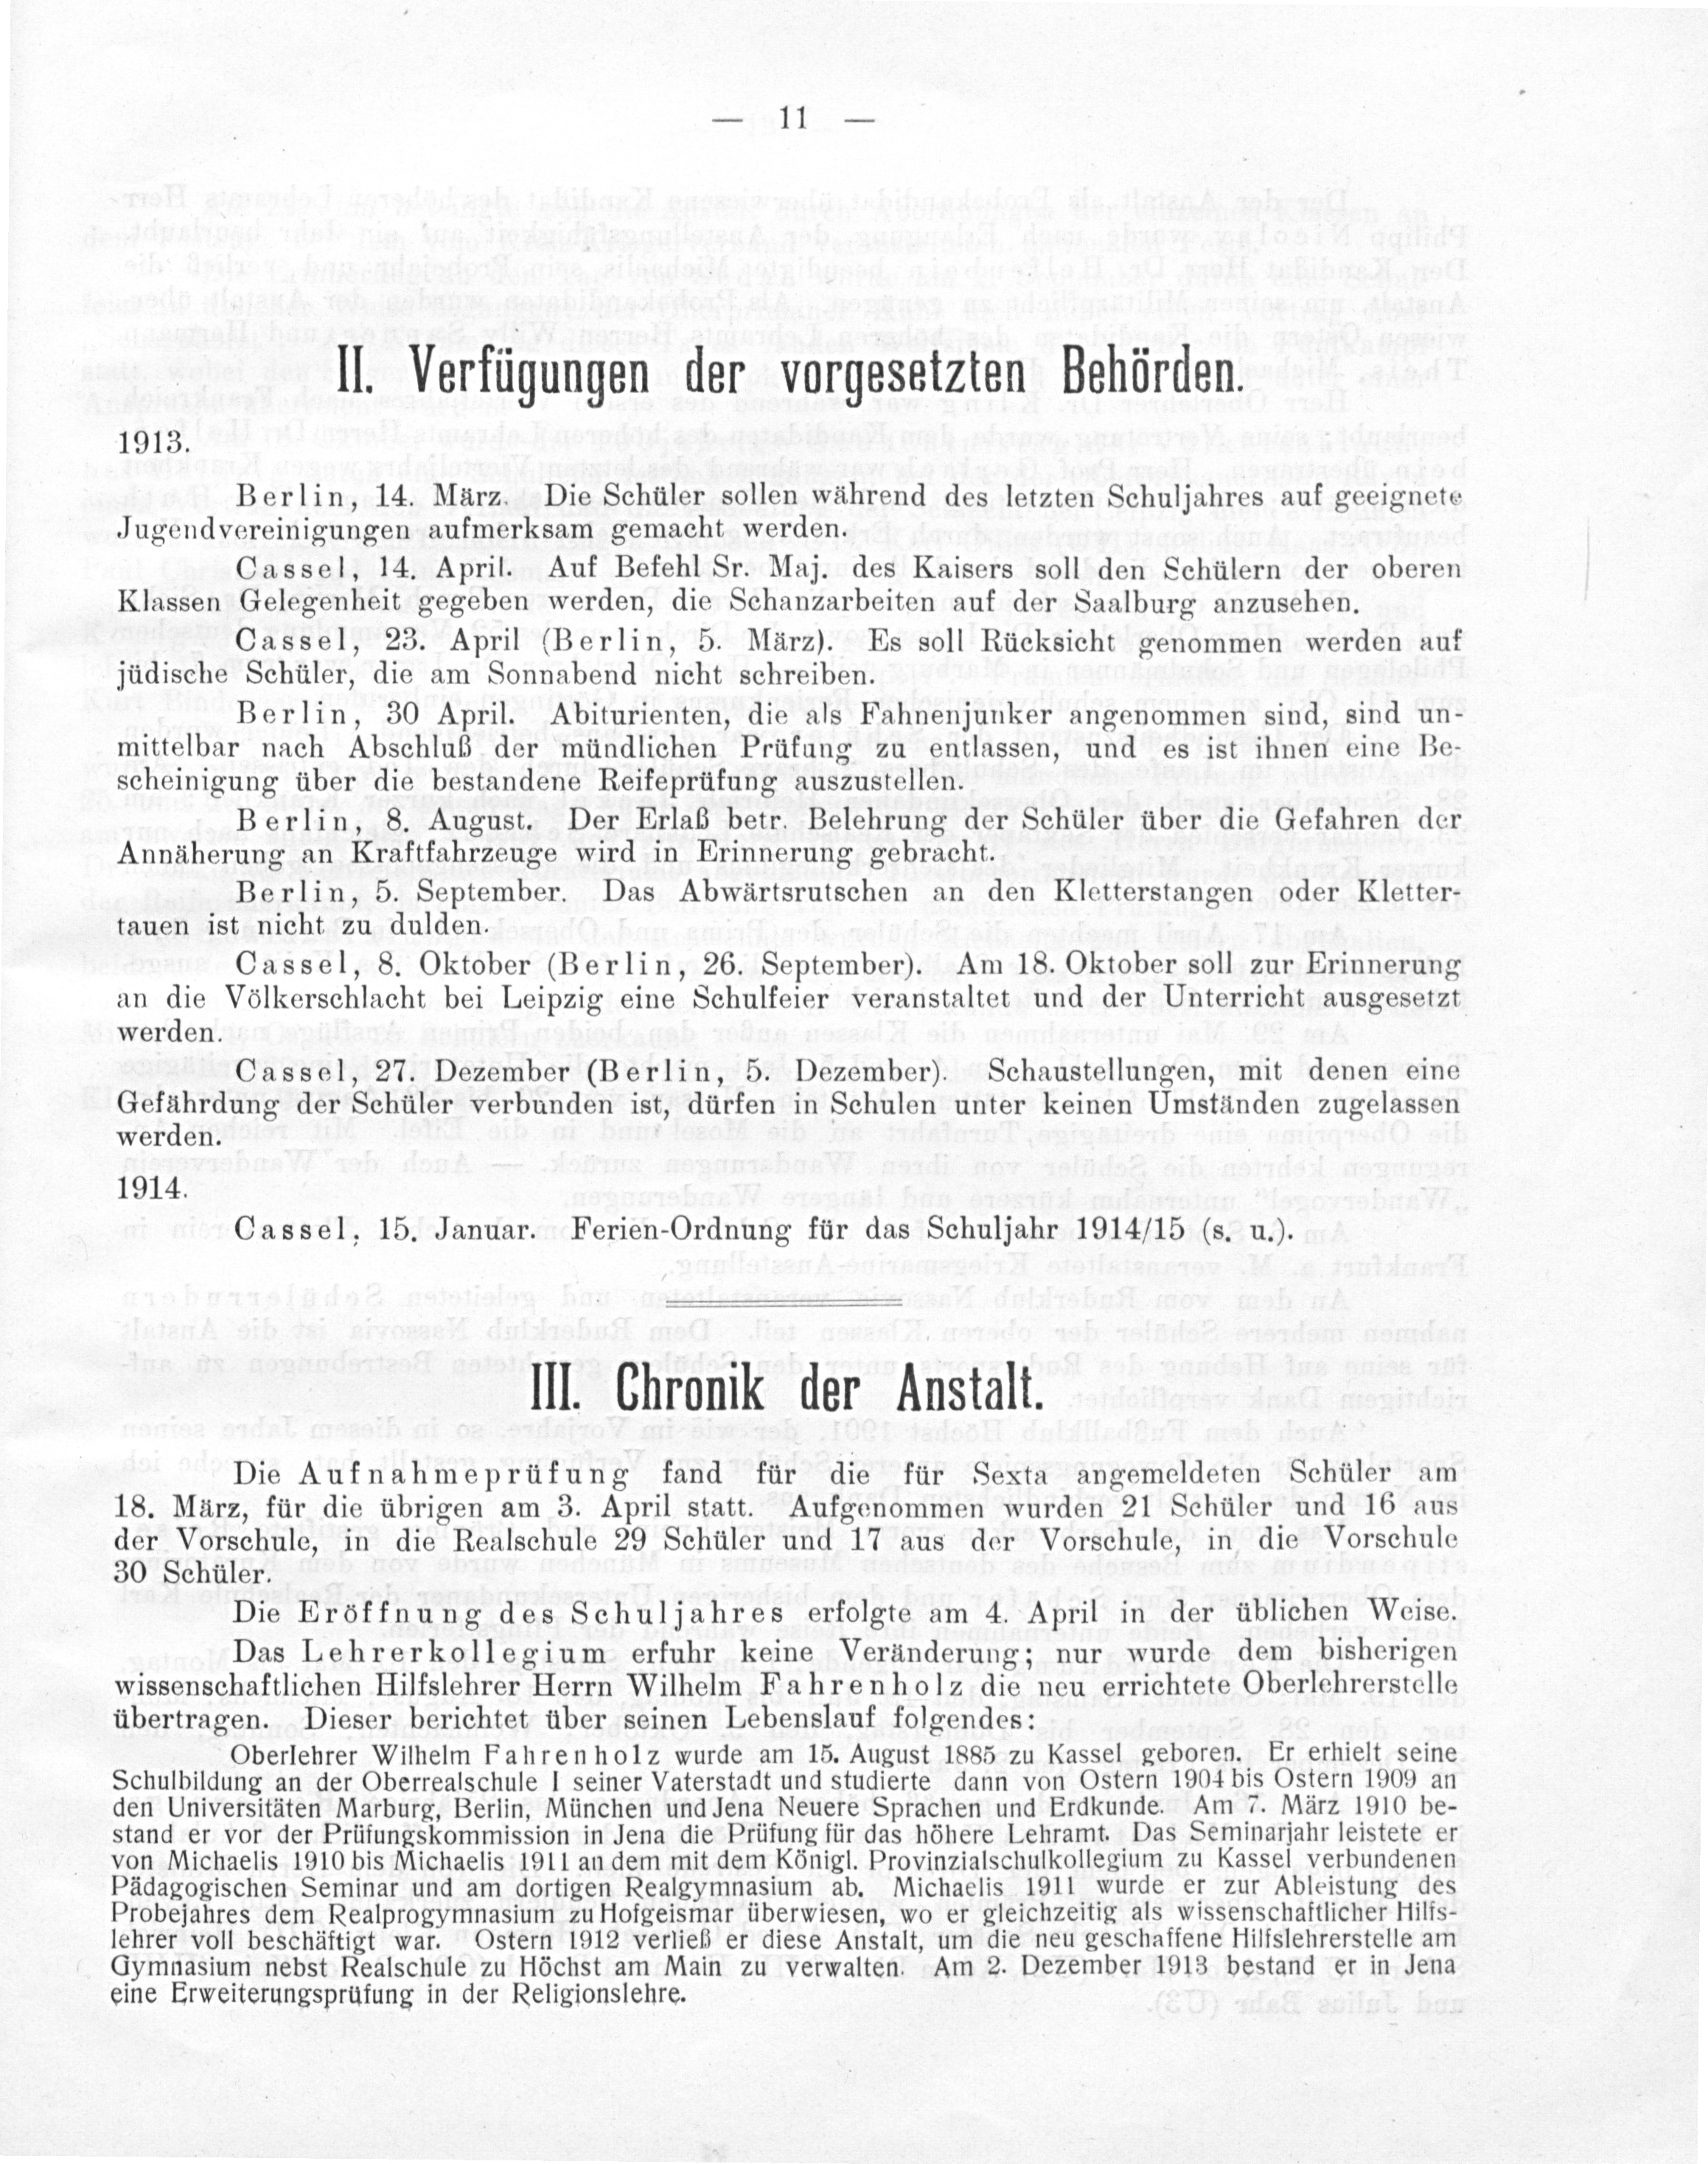 — 11 —
II. Verfügungen der vorgesetzten Behörden.
1913.
Berlin, 14. März. Die Schüler sollen während des letzten Schuljahres auf geeignete
Jugendvereinigungen aufmerksam gemacht werden.
Cassel, 14. April. Auf Befehl Sr. Maj. des Kaisers soll den Schülern der oberen
Klassen Gelegenheit gegeben werden, die Schanzarbeiten auf der Saalburg anzusehen.
Cassel, 23. April (Berlin, 5. März). Es soll Rücksicht genommen werden auf
jüdische Schüler, die am Sonnabend nicht schreiben.
Berlin, 30 April. Abiturienten, die als Fahnenjunker angenommen sind, sind un-
mittelbar nach Abschluß der mündlichen Prüfung zu entlassen, und es ist ihnen eine Be-
scheinigung über die bestandene Reifeprüfung auszustellen.
Berlin, 8. August. Der Erlaß betr. Belehrung der Schüler über die Gefahren der
Annäherung an Kraftfahrzeuge wird in Erinnerung gebracht.
Berlin, 5. September. Das Abwärtsrutschen an den Kletterstangen oder Kletter-
tauen ist nicht zu dulden.
Cassel, 8. Oktober (Berlin, 26. September). Am 18. Oktober soll zur Erinnerung
an die Völkerschlacht bei Leipzig eine Schulfeier veranstaltet und der Unterricht ausgesetzt
werden.
Cassel, 27. Dezember (Berlin, 5. Dezember). Schaustellungen, mit denen eine
Gefährdung der Schüler verbunden ist, dürfen in Schulen unter keinen Umständen zugelassen
werden.
1914.
Cassel, 15. Januar. Ferien-Ordnung für das Schuljahr 1914/15 (s. u.).
III. Chronik der Anstalt.
Die Aufnahmeprüfung fand für die für Sexta angemeldeten Schüler am
18. März, für die übrigen am 3. April statt. Aufgenommen wurden 21 Schüler und 16 aus
der Vorschule, in die Realschule 29 Schüler und 17 aus der Vorschule, in die Vorschule
30 Schüler.
Die Eröffnung des Schuljahres erfolgte am 4. April in der üblichen Weise.
Das Lehrerkollegium erfuhr keine Veränderung; nur wurde dem bisherigen
wissenschaftlichen Hilfslehrer Herrn Wilhelm Fahrenholz die neu errichtete Oberlehrerstelle
übertragen. Dieser berichtet über seinen Lebenslauf folgendes:
Oberlehrer Wilhelm Fahrenholz wurde am 15. August 1885 zu Kassel geboren. Er erhielt seine
Schulbildung an der Oberrealschule I seiner Vaterstadt und studierte dann von Ostern 1904 bis Ostern 1909 an
den Universitäten Marburg, Berlin, München und Jena Neuere Sprachen und Erdkunde. Am 7. März 1910 be-
stand er vor der Prüfungskommission in Jena die Prüfung für das höhere Lehramt. Das Seminarjahr leistete er
von Michaelis 1910 bis Michaelis 1911 an dem mit dem Königl. Provinzialschulkollegium zu Kassel verbundenen
Pädagogischen Seminar und am dortigen Realgymnasium ab. Michaelis 1911 wurde er zur Ableistung des
Probejahres dem Realprogymnasium zu Hofgeismar überwiesen, wo er gleichzeitig als wissenschaftlicher Hilfs-
lehrer voll beschäftigt war. Ostern 1912 verließ er diese Anstalt, um die neu geschaffene Hilfslehrerstelle am
Gymnasium nebst Realschule zu Höchst am Main zu verwalten. Am 2. Dezember 1913 bestand er in Jena
eine Erweiterungsprüfung in der Religionslehre.